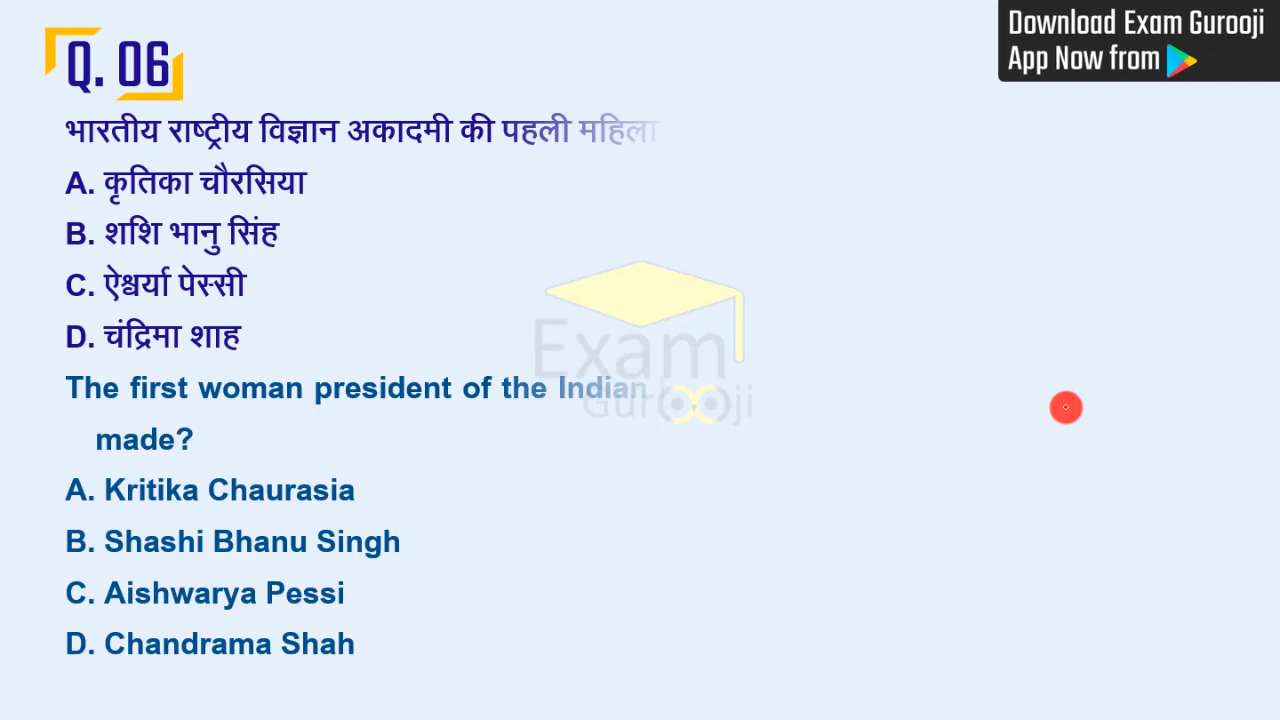 Q. 06
Download Exam Gurooji
App Now from
भारतीय राष्ट्रीय विज्ञान अकादमी की पहली महिला
A. कृतिका चौरसिया
B. शशि भानु सिंह
C. ऐश्वर्या पेस्सी
D. चंद्रिमा शाह
The first woman president of the Indian
made?
A. Kritika Chaurasia
B. Shashi Bhanu Singh
C. Aishwarya Pessi
D. Chandrama Shah
Exam
Gurooji